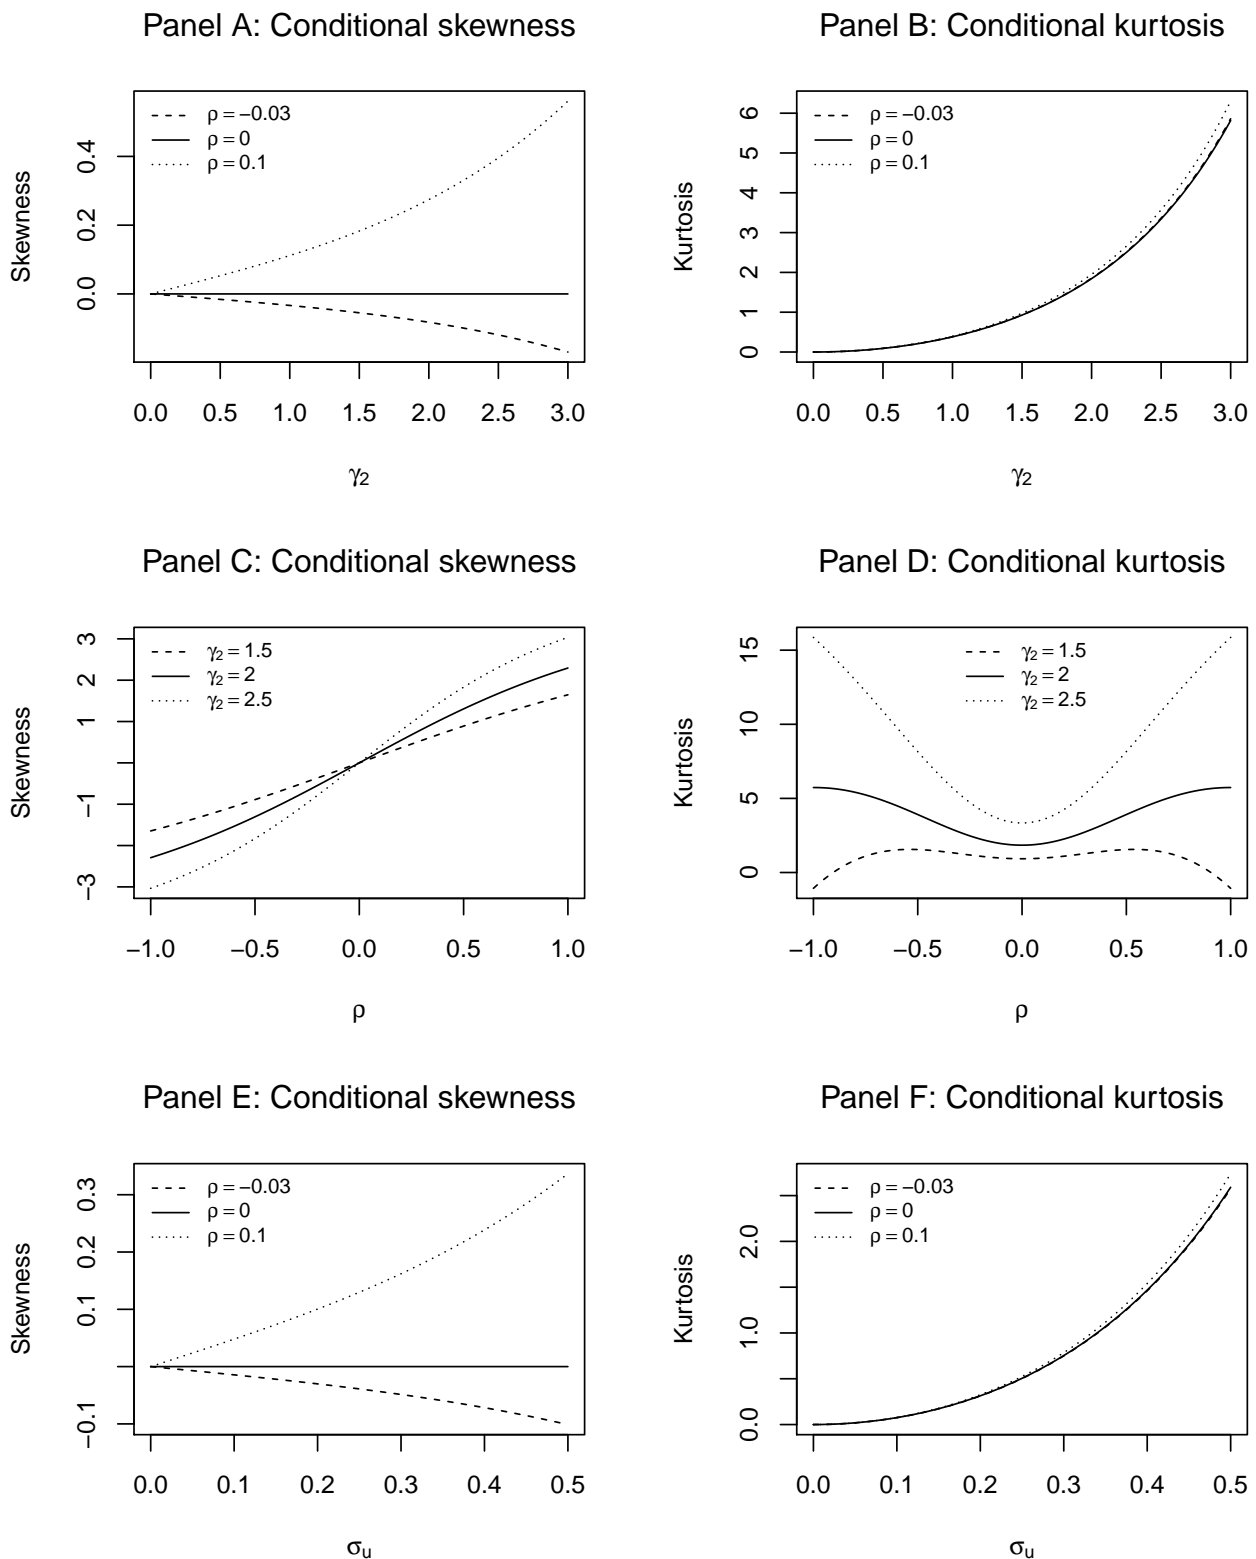 Panel A: Conditional skewness
Skewness
0.0 0.2 0.4
ρ = −0.03
ρ = 0
ρ = 0.1
0.0 0.5 1.0 1.5 2.0 2.5 3.0
γ2
Panel B: Conditional kurtosis
Kurtosis
0 1 2 3 4 5 6
ρ = −0.03
ρ = 0
ρ = 0.1
0.0 0.5 1.0 1.5 2.0 2.5 3.0
γ2
Panel C: Conditional skewness
Skewness
−3 −1 1 2 3
γ2 = 1.5
γ2 = 2
γ2 = 2.5
−1.0 −0.5 0.0 0.5 1.0
ρ
Panel D: Conditional kurtosis
Kurtosis
0 5 10 15
γ2 = 1.5
γ2 = 2
γ2 = 2.5
−1.0 −0.5 0.0 0.5 1.0
ρ
Panel E: Conditional skewness
Skewness
−0.1 0.1 0.2 0.3
ρ = −0.03
ρ = 0
ρ = 0.1
0.0 0.1 0.2 0.3 0.4 0.5
σu
Panel F: Conditional kurtosis
Kurtosis
0.0 1.0 2.0
ρ = −0.03
ρ = 0
ρ = 0.1
0.0 0.1 0.2 0.3 0.4 0.5
σu